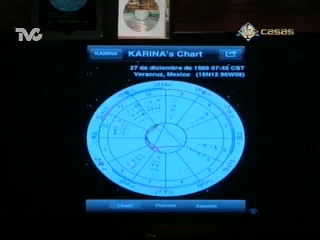 TVC
casas
KARINA
KARINA's Chart
27 de diciembre de 1986 07:45 CST
Veracruz, Mexico (19N12 96W08)
Chart
Planets
Aspects